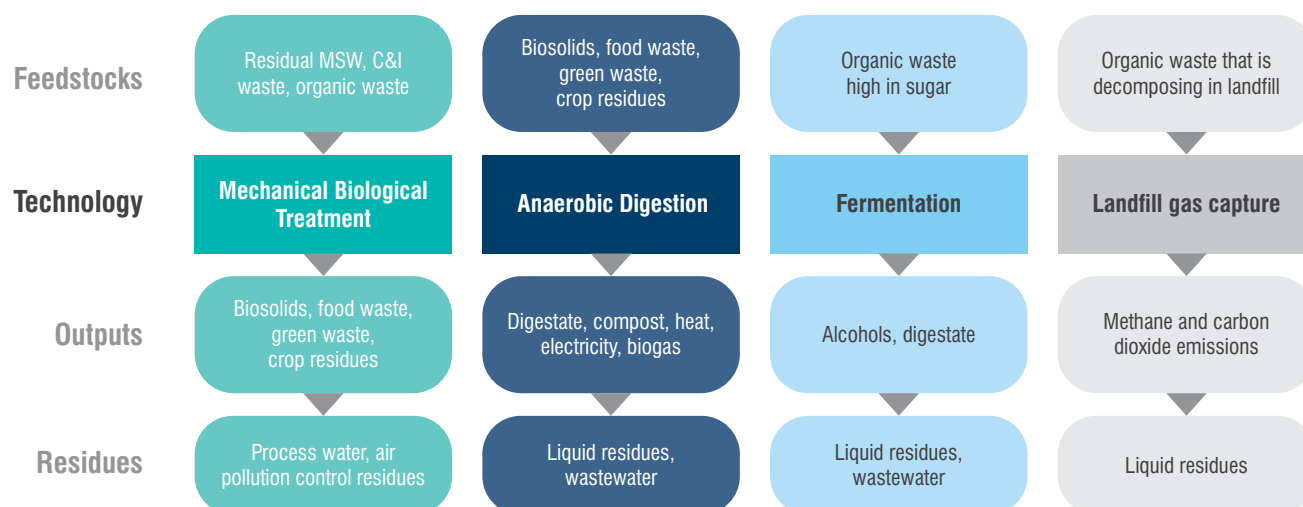 Feedstocks
Residual MSW, C&I
waste, organic waste
Biosolids, food waste,
green waste,
crop residues
Organic waste
high in sugar
Organic waste that is
decomposing in landfill
Technology
Mechanical Biological
Treatment
Anaerobic Digestion
Fermentation
Landfill gas capture
Outputs
Biosolids, food waste,
green waste,
crop residues
Digestate, compost, heat,
electricity, biogas
Alcohols, digestate
Methane and carbon
dioxide emissions
Residues
Process water, air
pollution control residues
Liquid residues,
wastewater
Liquid residues,
wastewater
Liquid residues